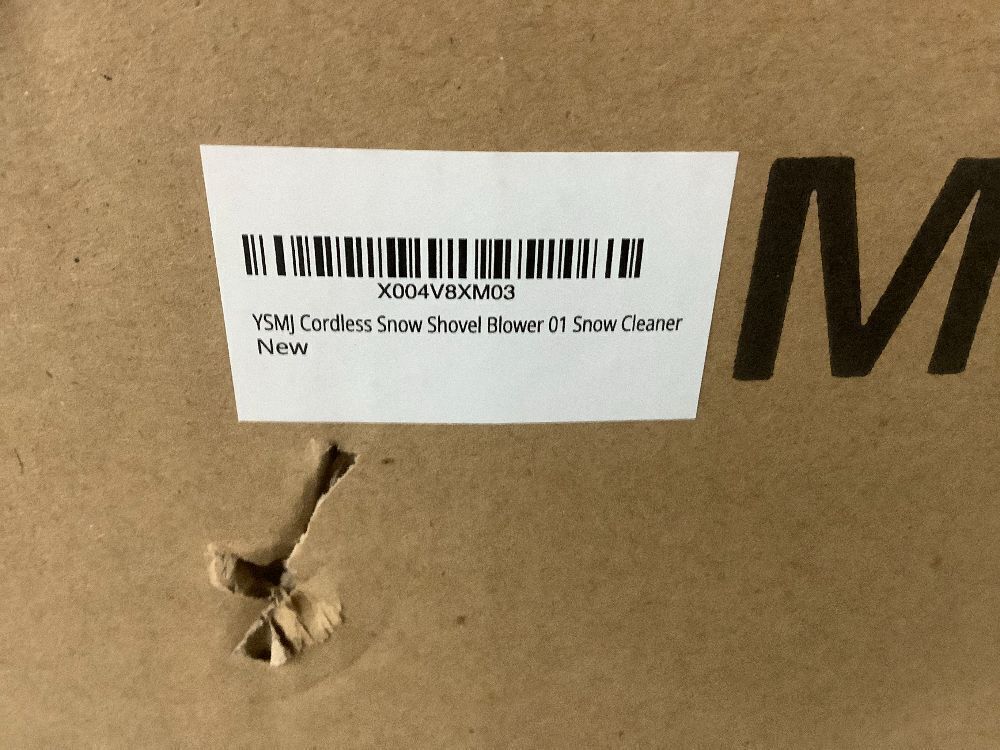 X004V8XM03
YSMJ Cordless Snow Shovel Blower 01 Snow Cleaner
New
M